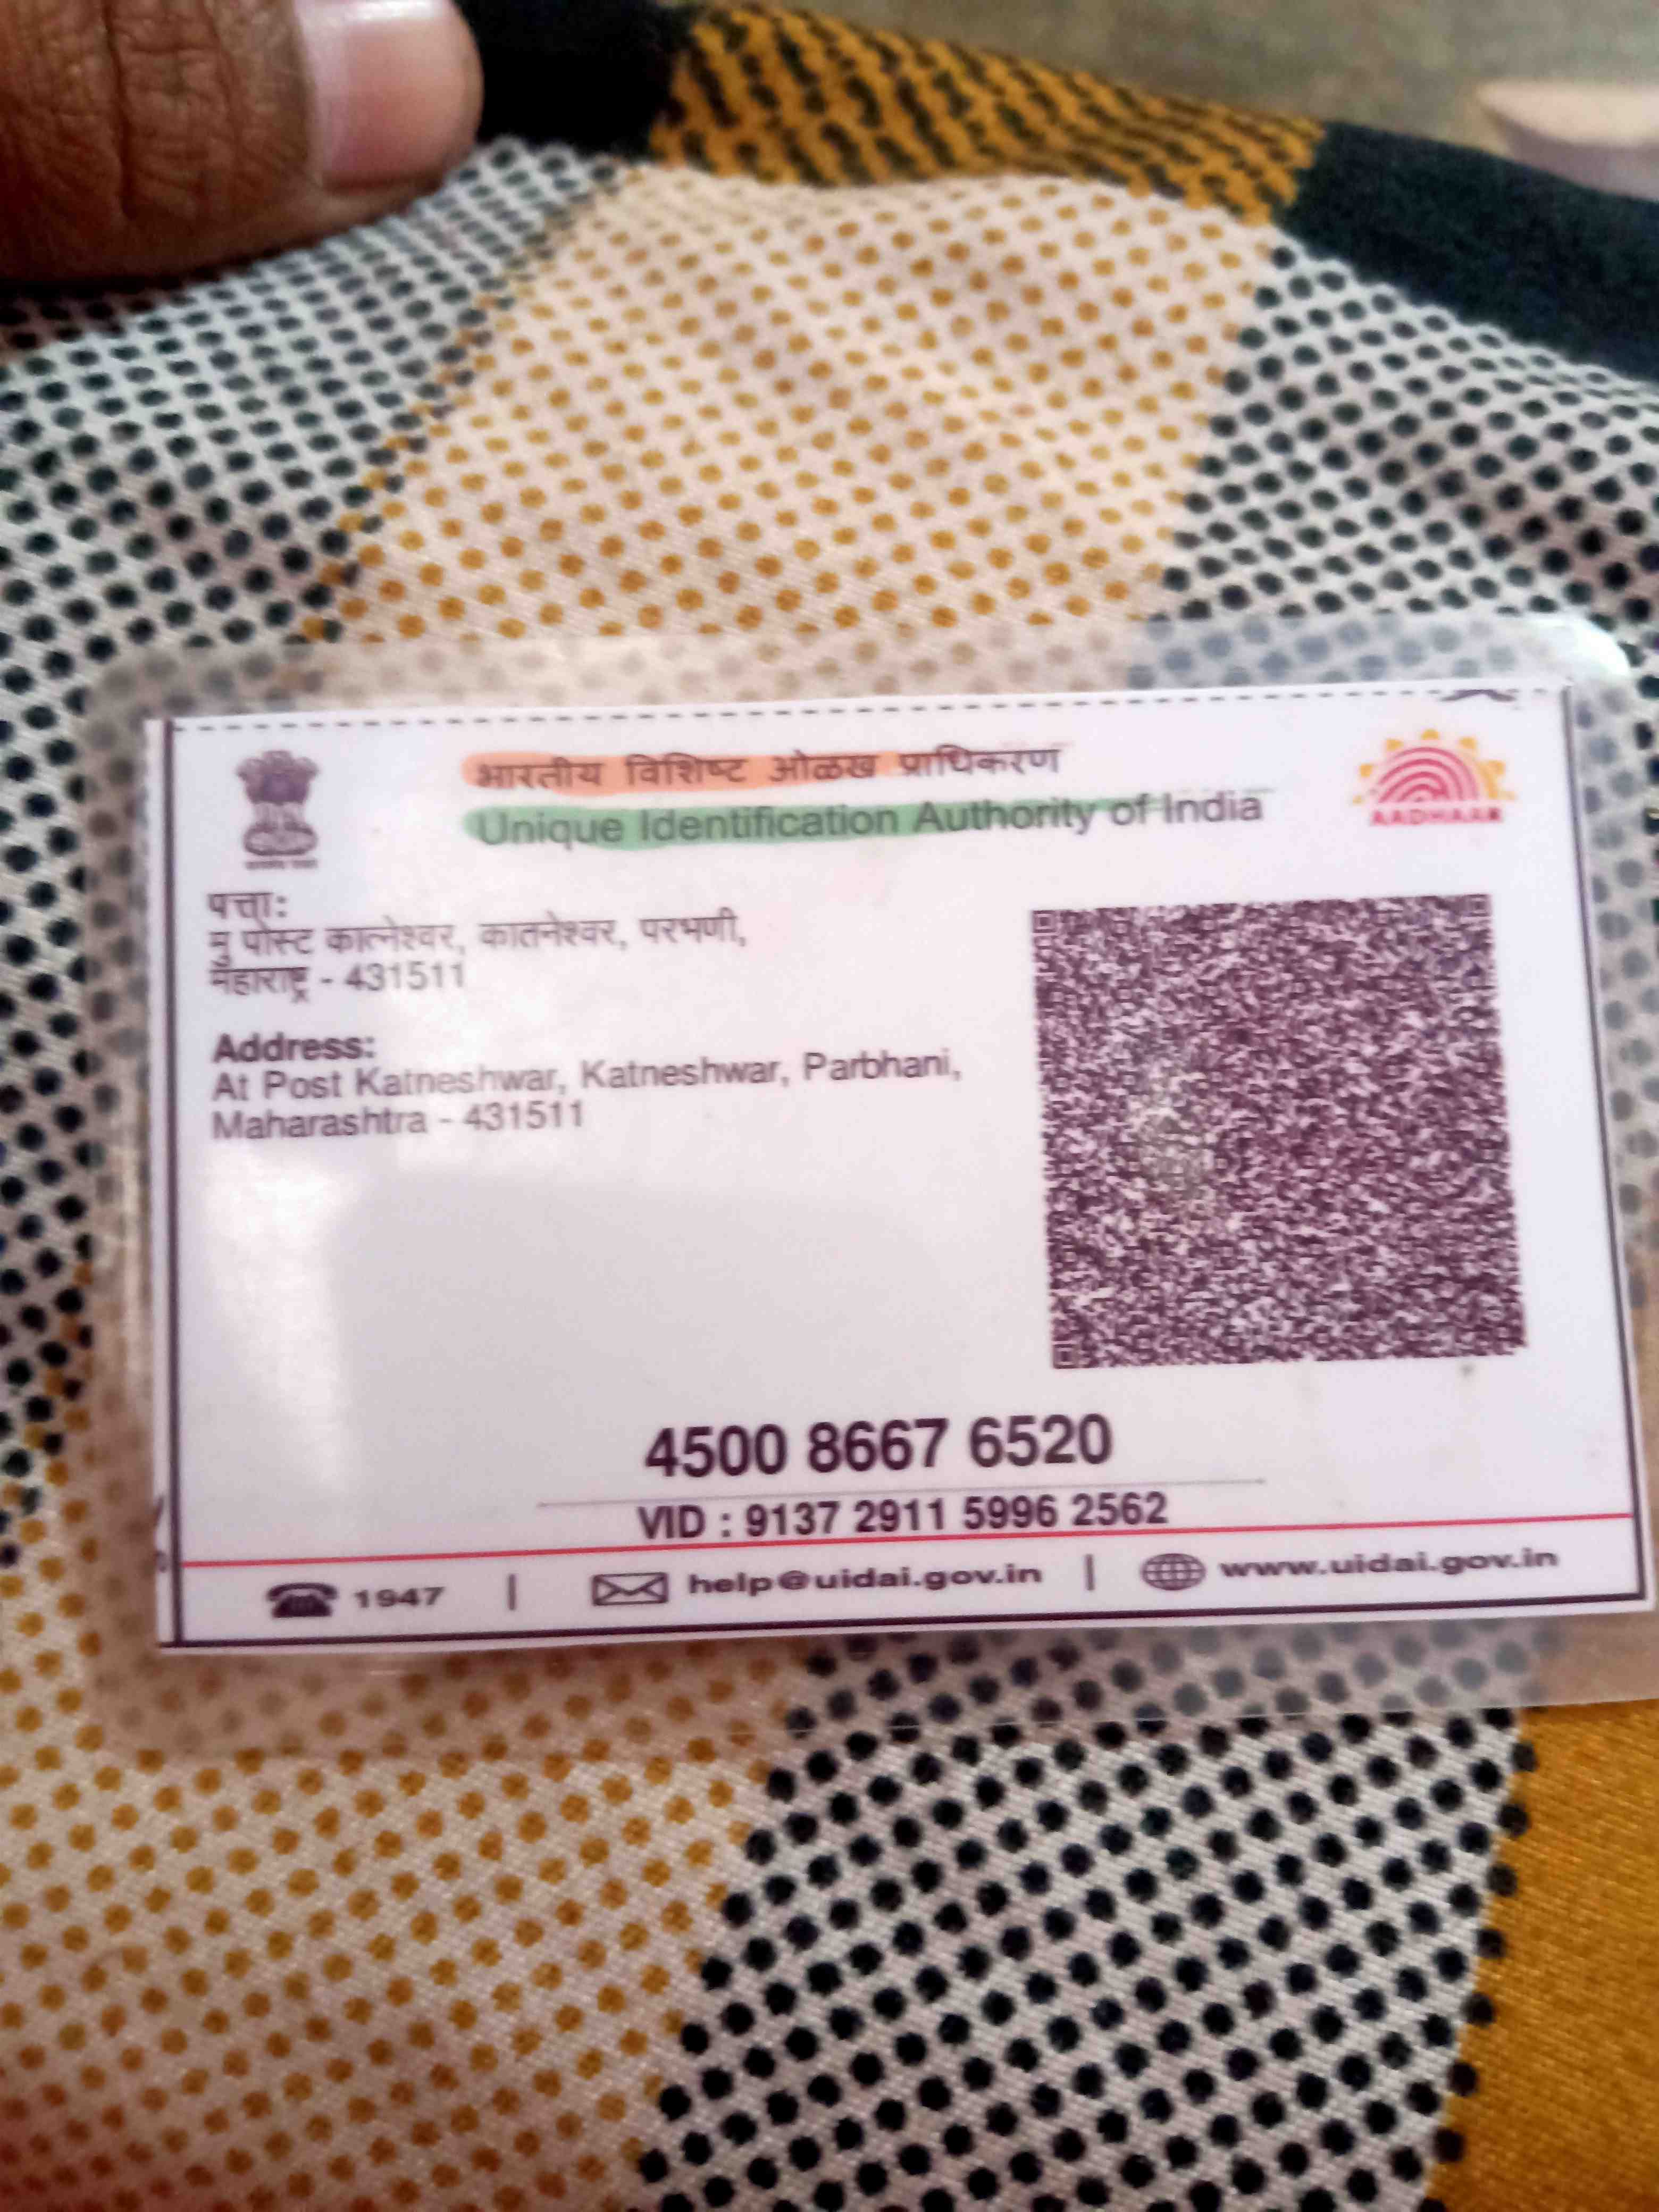 भारतीय विशिष्ट ओळख प्राधिकरण
Unique Identification Authority of India
AADHAAR
पत्ता:
मु पोस्ट कात्नेश्वर, कातनेश्वर, परभणी,
महाराष्ट्र - 431511
Address:
At Post Katneshwar, Katneshwar, Parbhani,
Maharashtra - 431511
4500 8667 6520
VID : 9137 2911 5996 2562
1947 | help@uidai.gov.in | www.uidai.gov.in